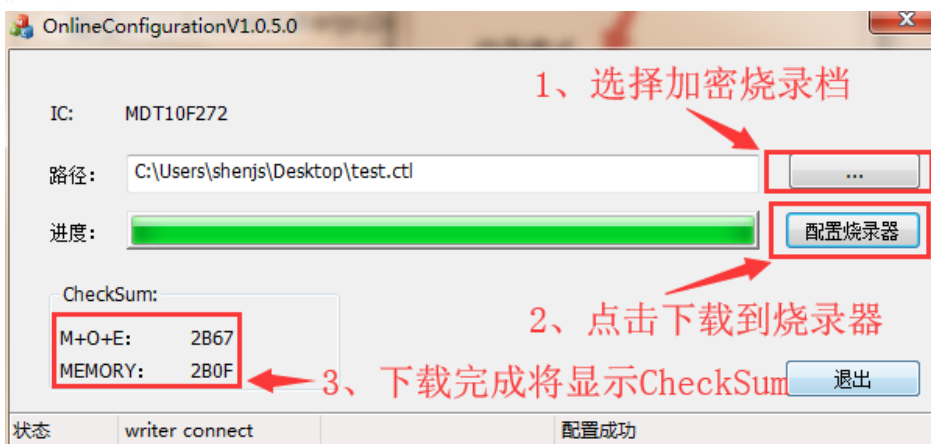 OnlineConfigurationV1.0.5.0
1、选择加密烧录档
IC: MDT10F272
路径: C:\Users\shenjs\Desktop\test.ctl ...
进度: 配置烧录器
CheckSum:
2、点击下载到烧录器
M+O+E: 2B67
MEMORY: 2B0F
3、下载完成将显示CheckSum 退出
状态 writer connect 配置成功